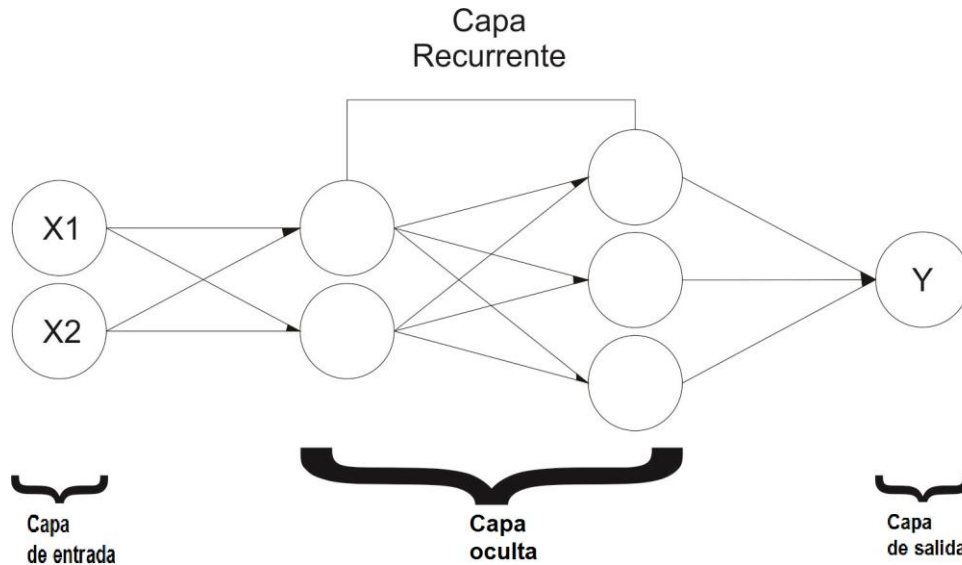 Capa
Recurrente
X1
X2
Y
Capa
de entrada
Capa
oculta
Capa
de salida